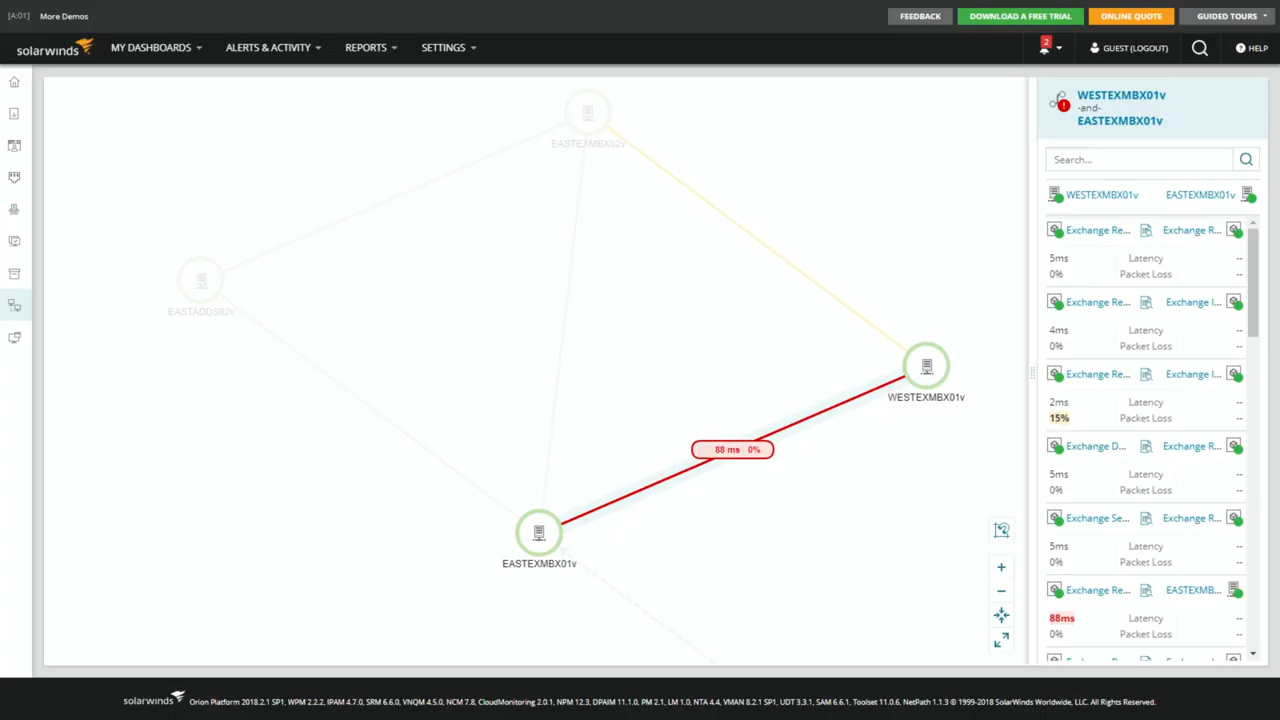 [A:01] More Demos
FEEDBACK
DOWNLOAD A FREE TRIAL
ONLINE QUOTE
GUIDED TOURS
solarwinds
MY DASHBOARDS
ALERTS & ACTIVITY
REPORTS
SETTINGS
2
GUEST (LOGOUT)
HELP
EASTEXMBX02v
EASTADDS02v
WESTEXMBX01v
88 ms 0%
EASTEXMBX01v
WESTEXMBX01v
-and-
EASTEXMBX01v
Search...
WESTEXMBX01v EASTEXMBX01v
Exchange Re... Exchange R...
5ms Latency --
0% Packet Loss --
Exchange Re... Exchange I...
4ms Latency --
0% Packet Loss --
Exchange Re... Exchange I...
2ms Latency --
15% Packet Loss --
Exchange D... Exchange R...
5ms Latency --
0% Packet Loss --
Exchange Se... Exchange R...
5ms Latency --
0% Packet Loss --
Exchange Re... EASTEXMB...
88ms Latency --
0% Packet Loss --
solarwinds Orion Platform 2018.2.1 SP1, WPM 2.2.2, IPAM 4.7.0, SRM 6.6.0, VNQM 4.5.0, NCM 7.8, CloudMonitoring 2.0.1, NPM 12.3, DPAIM 11.1.0, PM 2.1, LM 1.0, NTA 4.4, VMAN 8.2.1 SP1, UDT 3.3.1, SAM 6.6.1, Toolset 11.0.6, NetPath 1.1.3 © 1999-2018 SolarWinds Worldwide, LLC. All Rights Reserved.